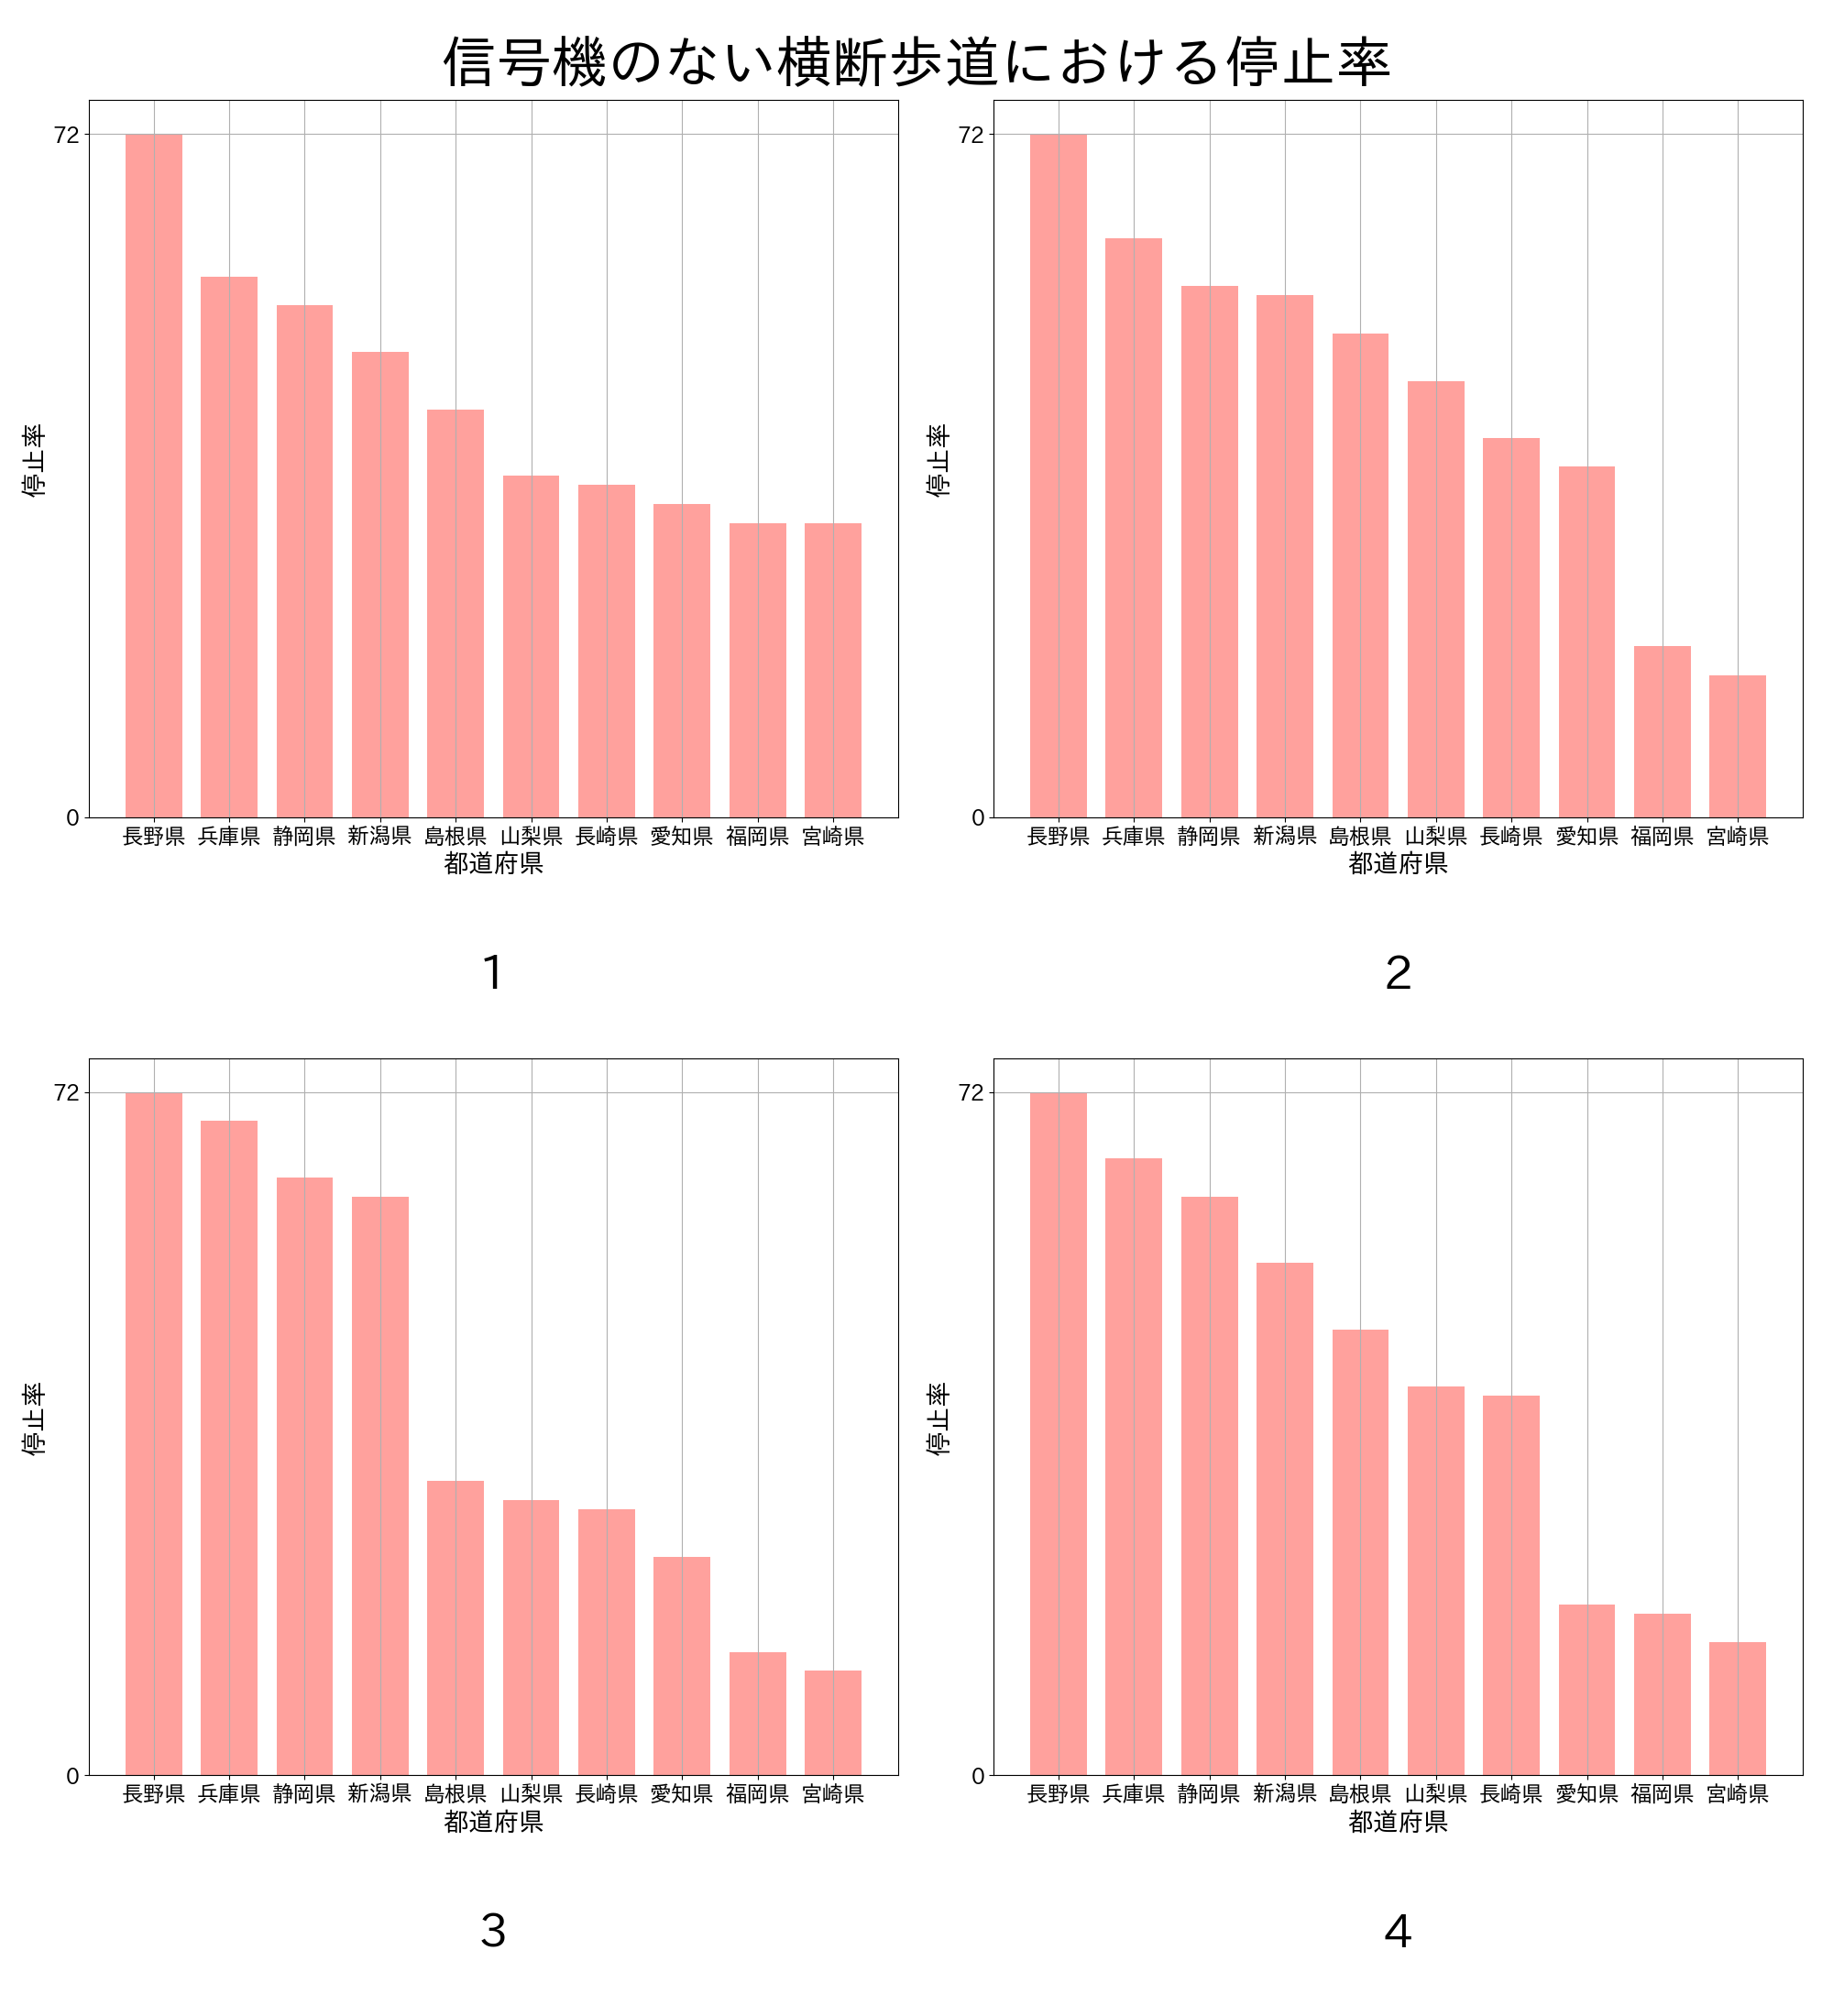 信号機のない横断歩道における停止率
72
0
停止率
長野県 兵庫県 静岡県 新潟県 島根県 山梨県 長崎県 愛知県 福岡県 宮崎県
都道府県
1
72
0
停止率
長野県 兵庫県 静岡県 新潟県 島根県 山梨県 長崎県 愛知県 福岡県 宮崎県
都道府県
2
72
0
停止率
長野県 兵庫県 静岡県 新潟県 島根県 山梨県 長崎県 愛知県 福岡県 宮崎県
都道府県
3
72
0
停止率
長野県 兵庫県 静岡県 新潟県 島根県 山梨県 長崎県 愛知県 福岡県 宮崎県
都道府県
4